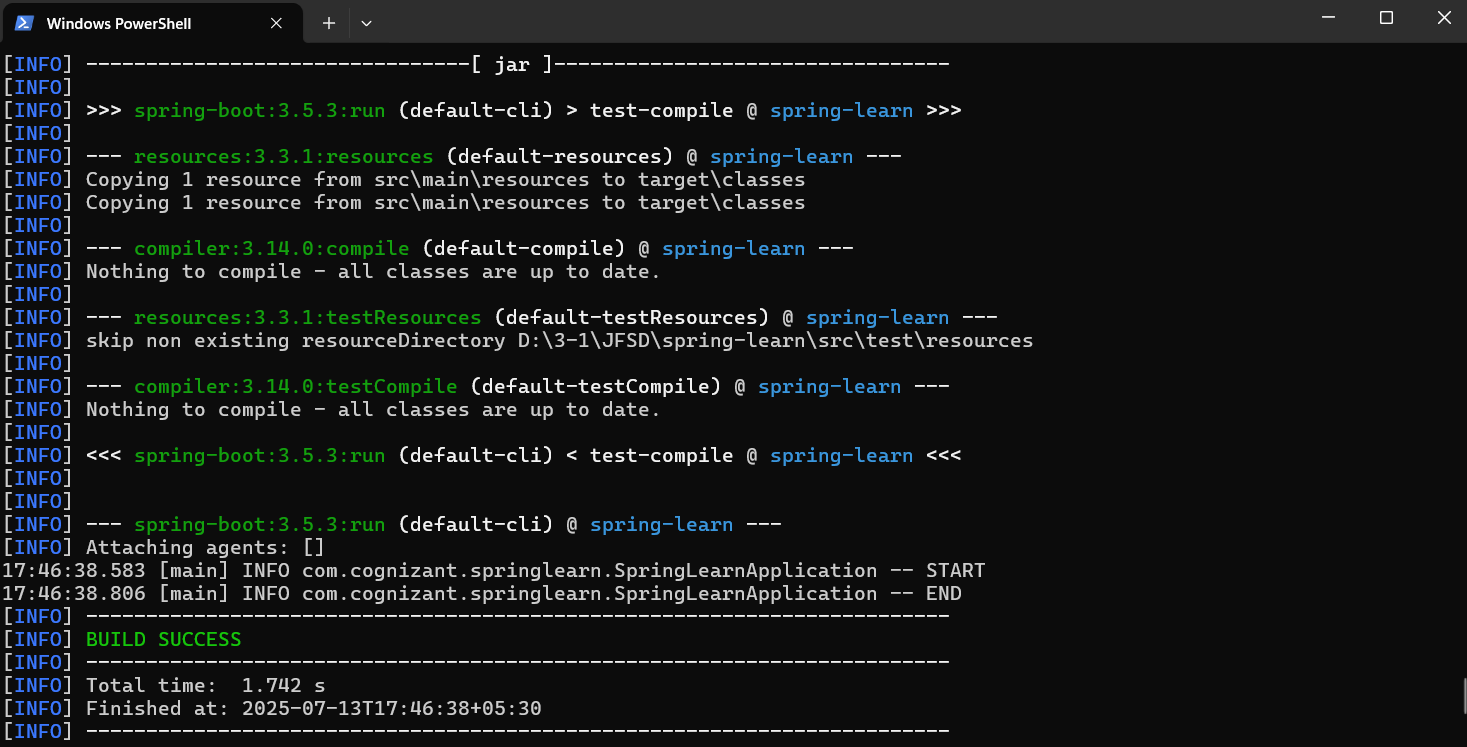 Windows PowerShell
[INFO] --------------------------------[ jar ]---------------------------------
[INFO]
[INFO] >>> spring-boot:3.5.3:run (default-cli) > test-compile @ spring-learn >>>
[INFO]
[INFO] --- resources:3.3.1:resources (default-resources) @ spring-learn ---
[INFO] Copying 1 resource from src\main\resources to target\classes
[INFO] Copying 1 resource from src\main\resources to target\classes
[INFO]
[INFO] --- compiler:3.14.0:compile (default-compile) @ spring-learn ---
[INFO] Nothing to compile - all classes are up to date.
[INFO]
[INFO] --- resources:3.3.1:testResources (default-testResources) @ spring-learn ---
[INFO] skip non existing resourceDirectory D:\3-1\JFSD\spring-learn\src\test\resources
[INFO]
[INFO] --- compiler:3.14.0:testCompile (default-testCompile) @ spring-learn ---
[INFO] Nothing to compile - all classes are up to date.
[INFO]
[INFO] <<< spring-boot:3.5.3:run (default-cli) < test-compile @ spring-learn <<<
[INFO]
[INFO]
[INFO] --- spring-boot:3.5.3:run (default-cli) @ spring-learn ---
[INFO] Attaching agents: []
17:46:38.583 [main] INFO com.cognizant.springlearn.SpringLearnApplication -- START
17:46:38.806 [main] INFO com.cognizant.springlearn.SpringLearnApplication -- END
[INFO] ------------------------------------------------------------------------
[INFO] BUILD SUCCESS
[INFO] ------------------------------------------------------------------------
[INFO] Total time:  1.742 s
[INFO] Finished at: 2025-07-13T17:46:38+05:30
[INFO] ------------------------------------------------------------------------